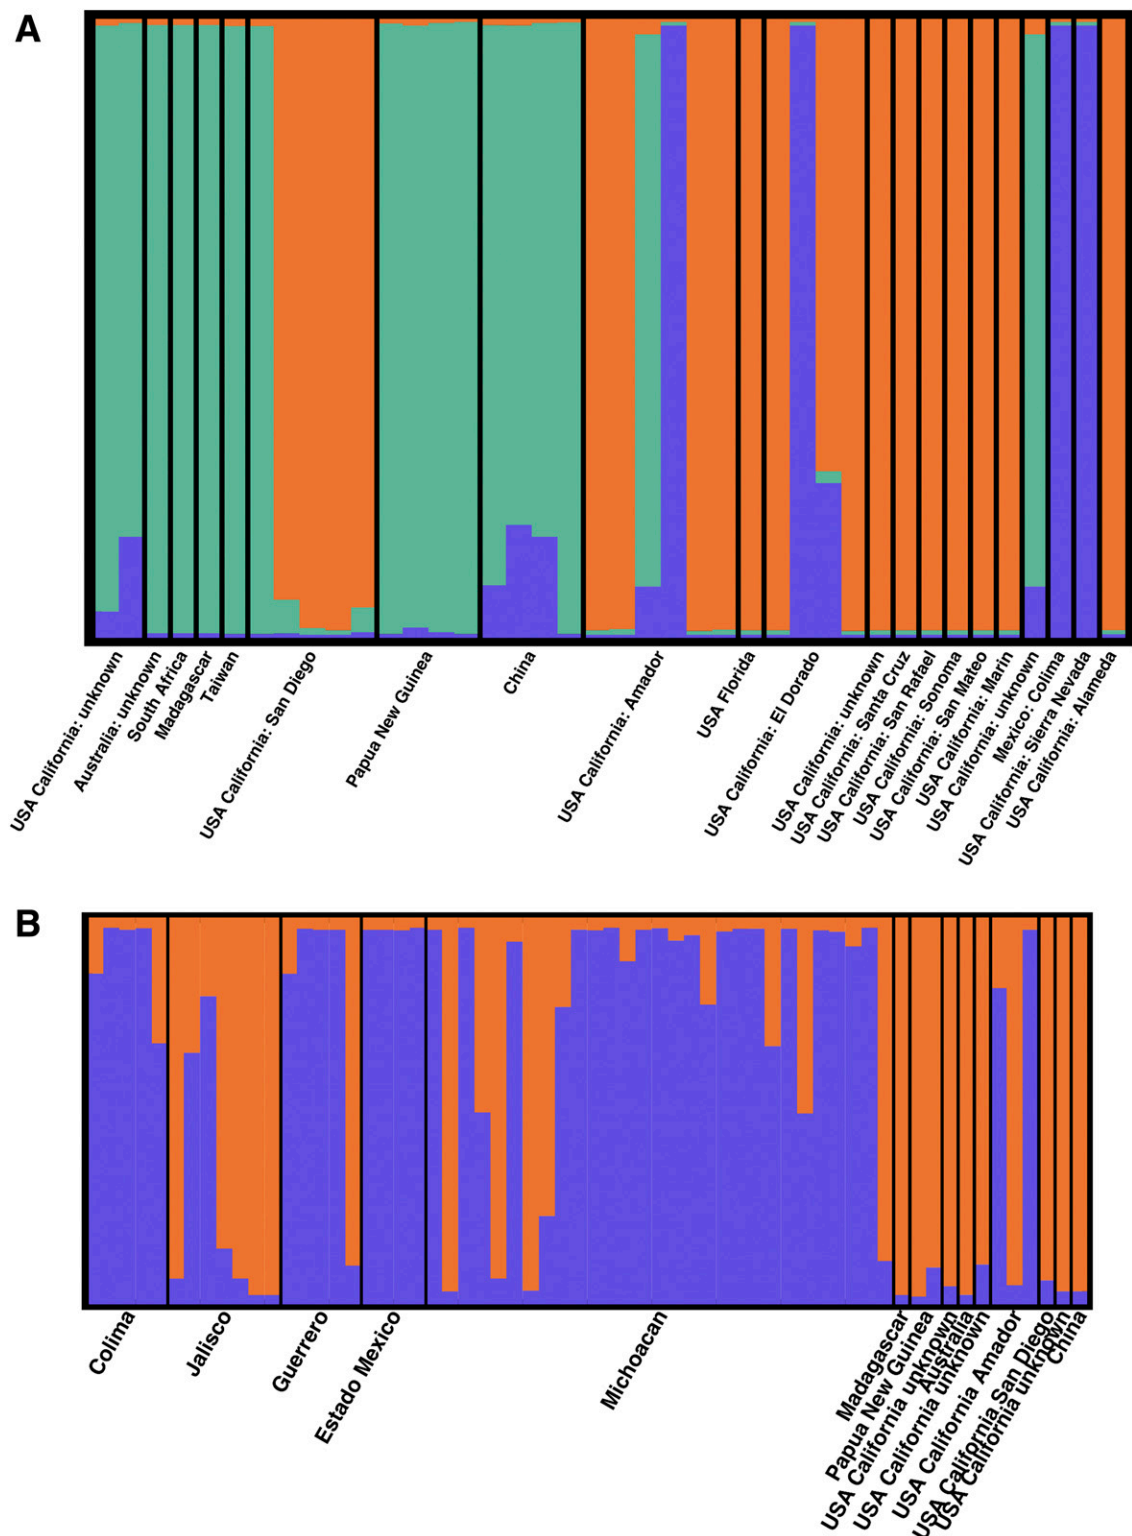 A
USA California: unknown
Australia: unknown
South Africa
Madagascar
Taiwan
USA California: San Diego
Papua New Guinea
China
USA California: Amador
USA Florida
USA California: El Dorado
USA California: unknown
USA California: Santa Cruz
USA California: San Rafael
USA California: Sonoma
USA California: San Mateo
USA California: Marin
USA California: unknown
Mexico: Colima
USA California: Sierra Nevada
USA California: Alameda
B
Colima
Jalisco
Guerrero
Estado Mexico
Michoacan
Madagascar
Papua New Guinea
USA California unknown
Australia
USA California unknown
USA California Amador
USA California San Diego
USA California unknown
China